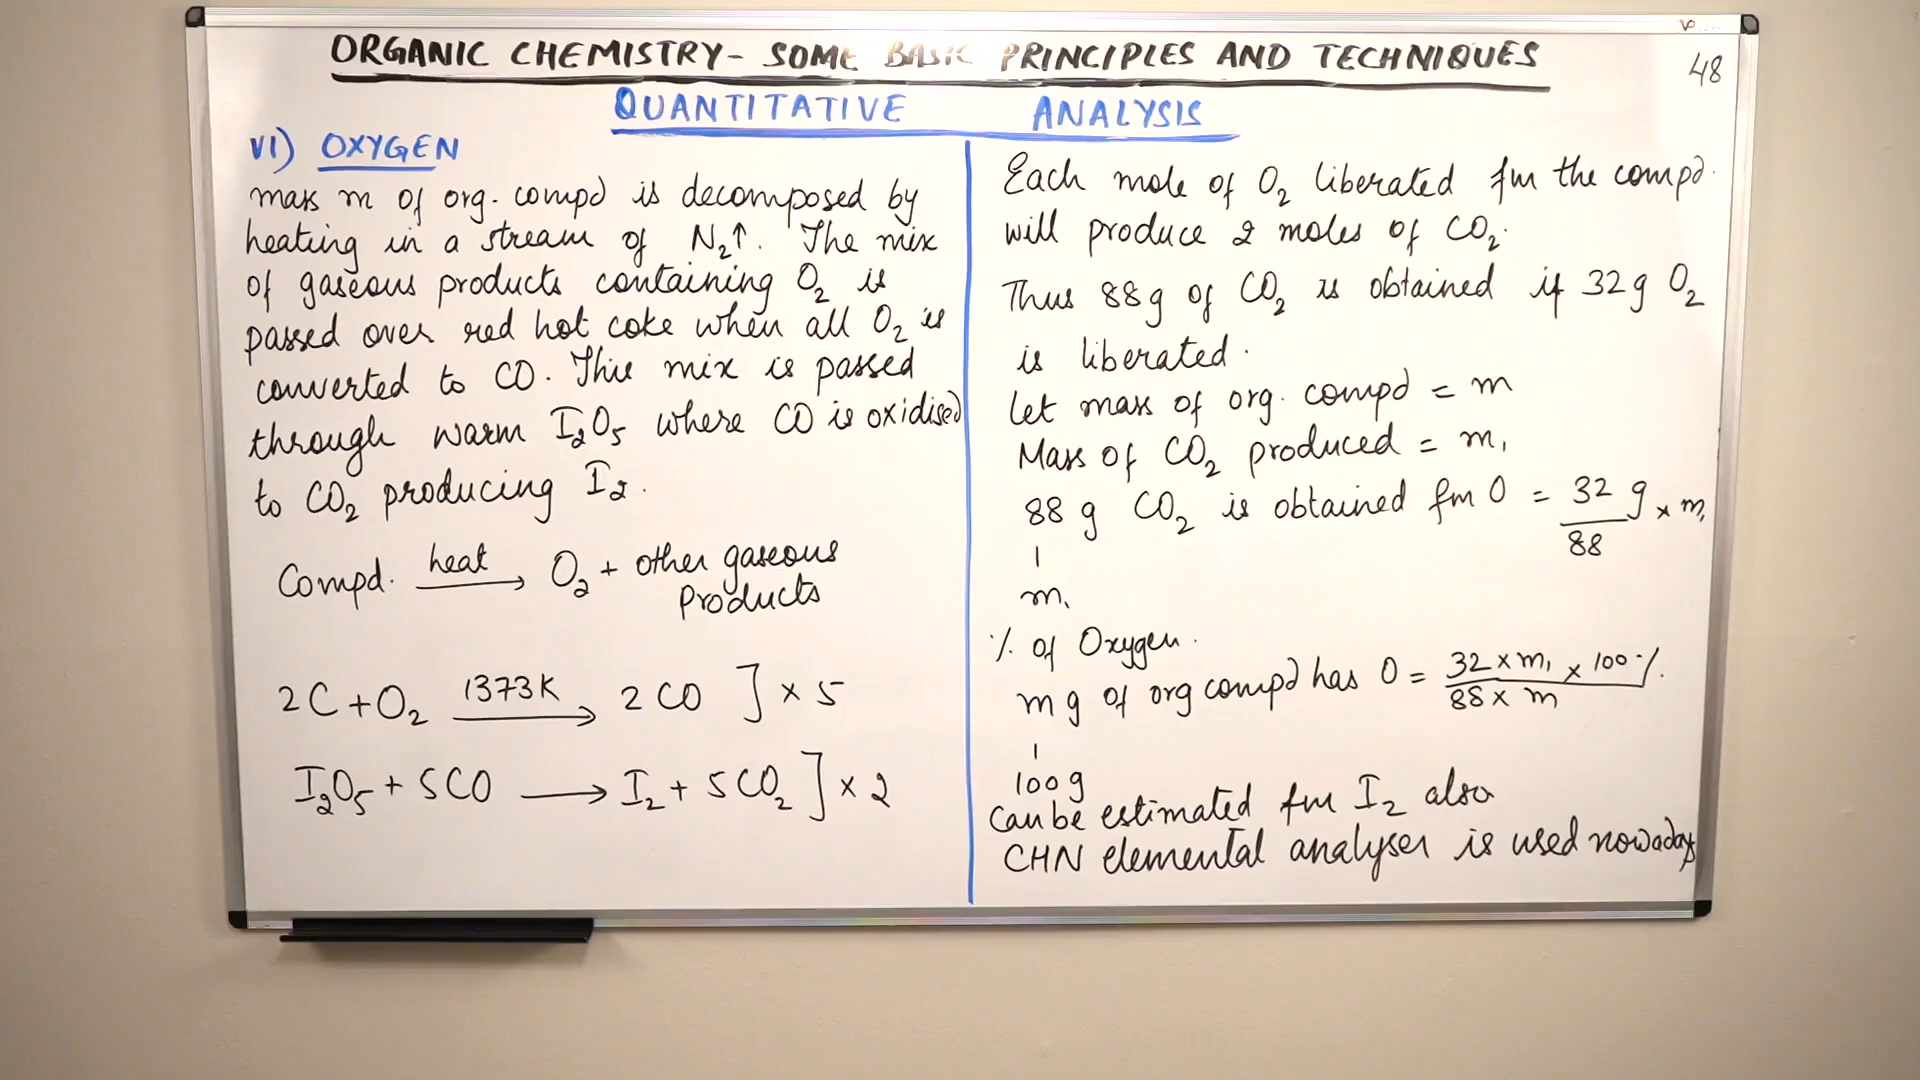 ORGANIC CHEMISTRY - SOME BASIC PRINCIPLES AND TECHNIQUES
48
QUANTITATIVE ANALYSIS
VI) OXYGEN
mass m of org. compd is decomposed by
heating in a stream of N₂↑. The mix
of gaseous products containing O₂ is
passed over red hot coke when all O₂ is
converted to CO. This mix is passed
through warm I₂O₅ where CO is oxidised
to CO₂ producing I₂.
Compd. heat → O₂ + other gaseous
products
2C + O₂ 1373K → 2CO ] × 5
I₂O₅ + 5CO → I₂ + 5CO₂ ] × 2
Each mole of O₂ liberated fm the compd.
will produce 2 moles of CO₂.
Thus 88g of CO₂ is obtained if 32g O₂
is liberated.
Let mass of org. compd = m
Mass of CO₂ produced = m₁
88 g CO₂ is obtained fm O = 32/88 g × m₁
1
m₁
% of Oxygen.
m g of org compd has O = 32 × m₁/88 × m × 100 %.
1
100g
Can be estimated fm I₂ also
CHN elemental analyser is used nowadays